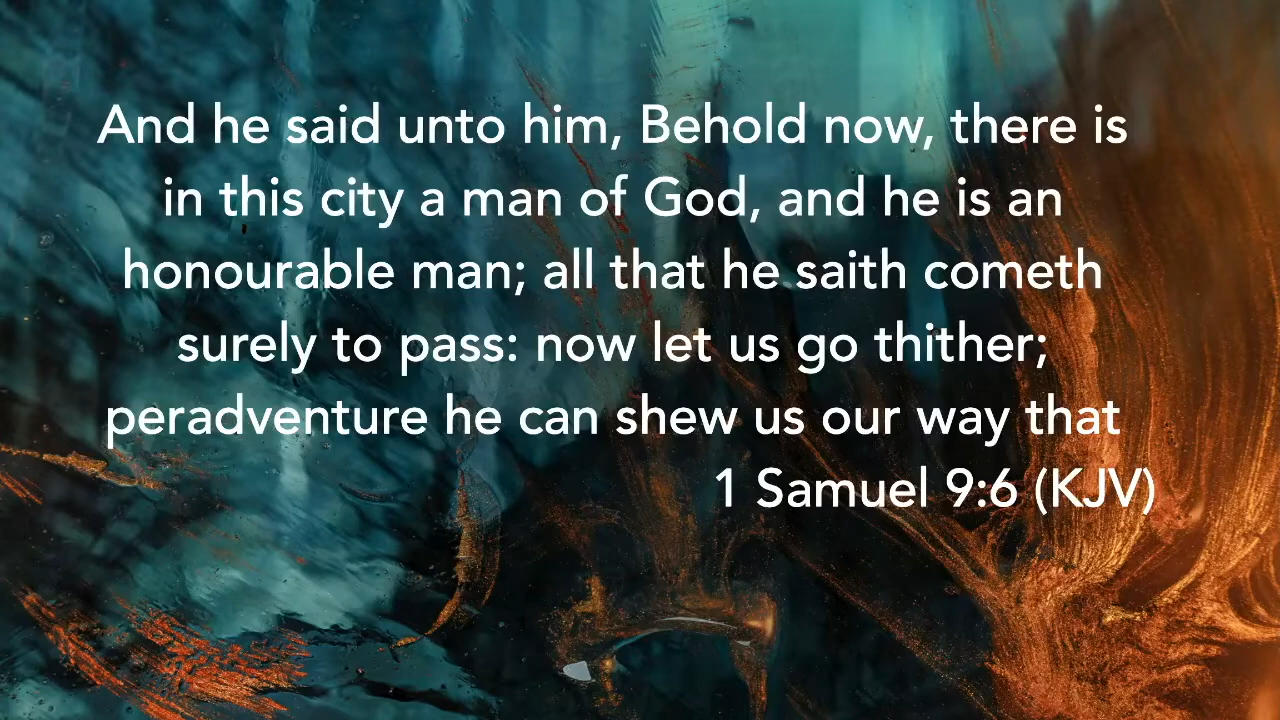 And he said unto him, Behold now, there is
in this city a man of God, and he is an
honourable man; all that he saith cometh
surely to pass: now let us go thither;
peradventure he can shew us our way that
1 Samuel 9:6 (KJV)